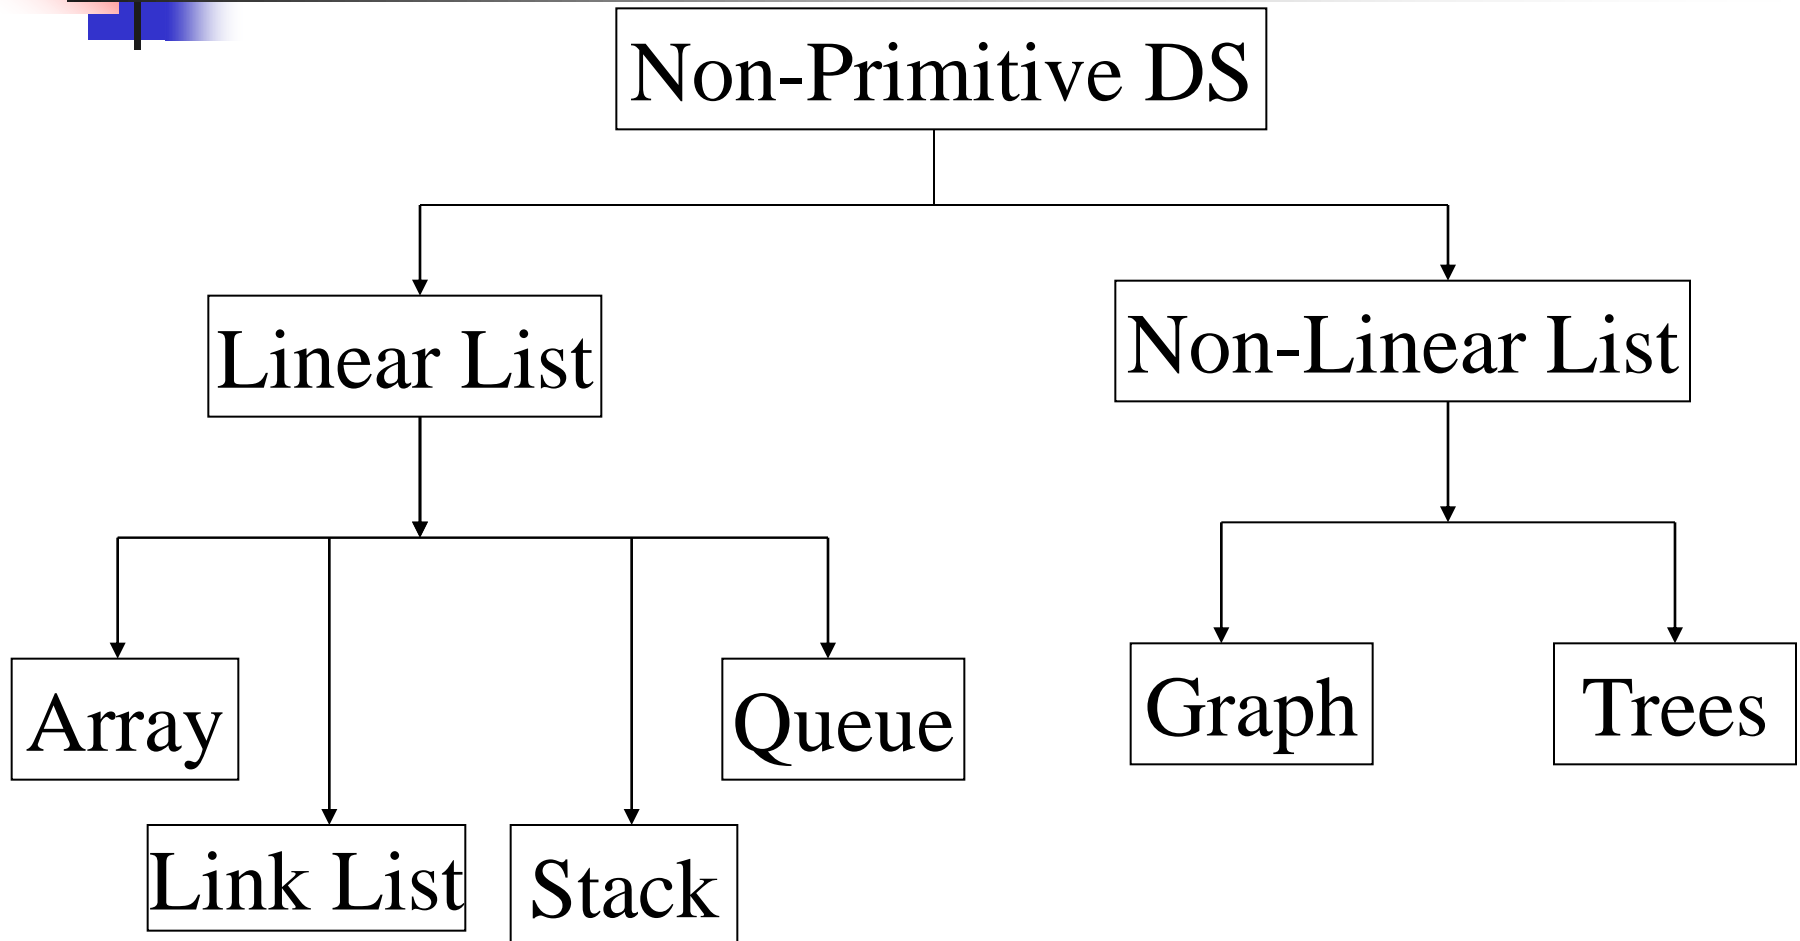 Non-Primitive DS
Linear List
Non-Linear List
Array
Link List
Stack
Queue
Graph
Trees